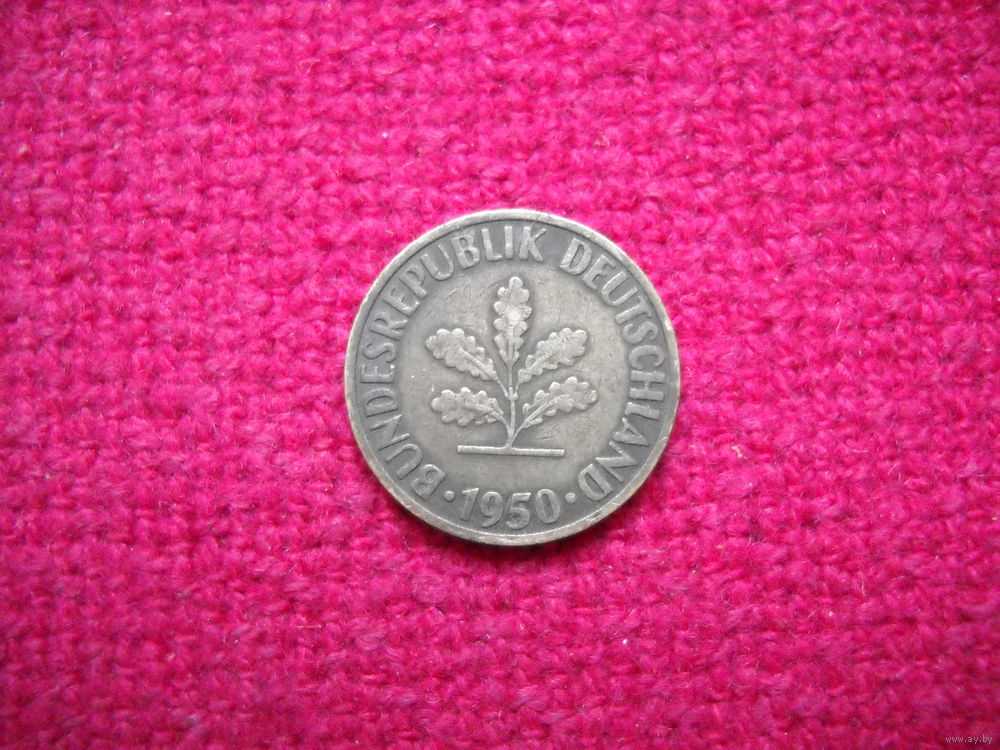 BUNDESREPUBLIK DEUTSCHLAND
· 1950 ·
www.ay.by